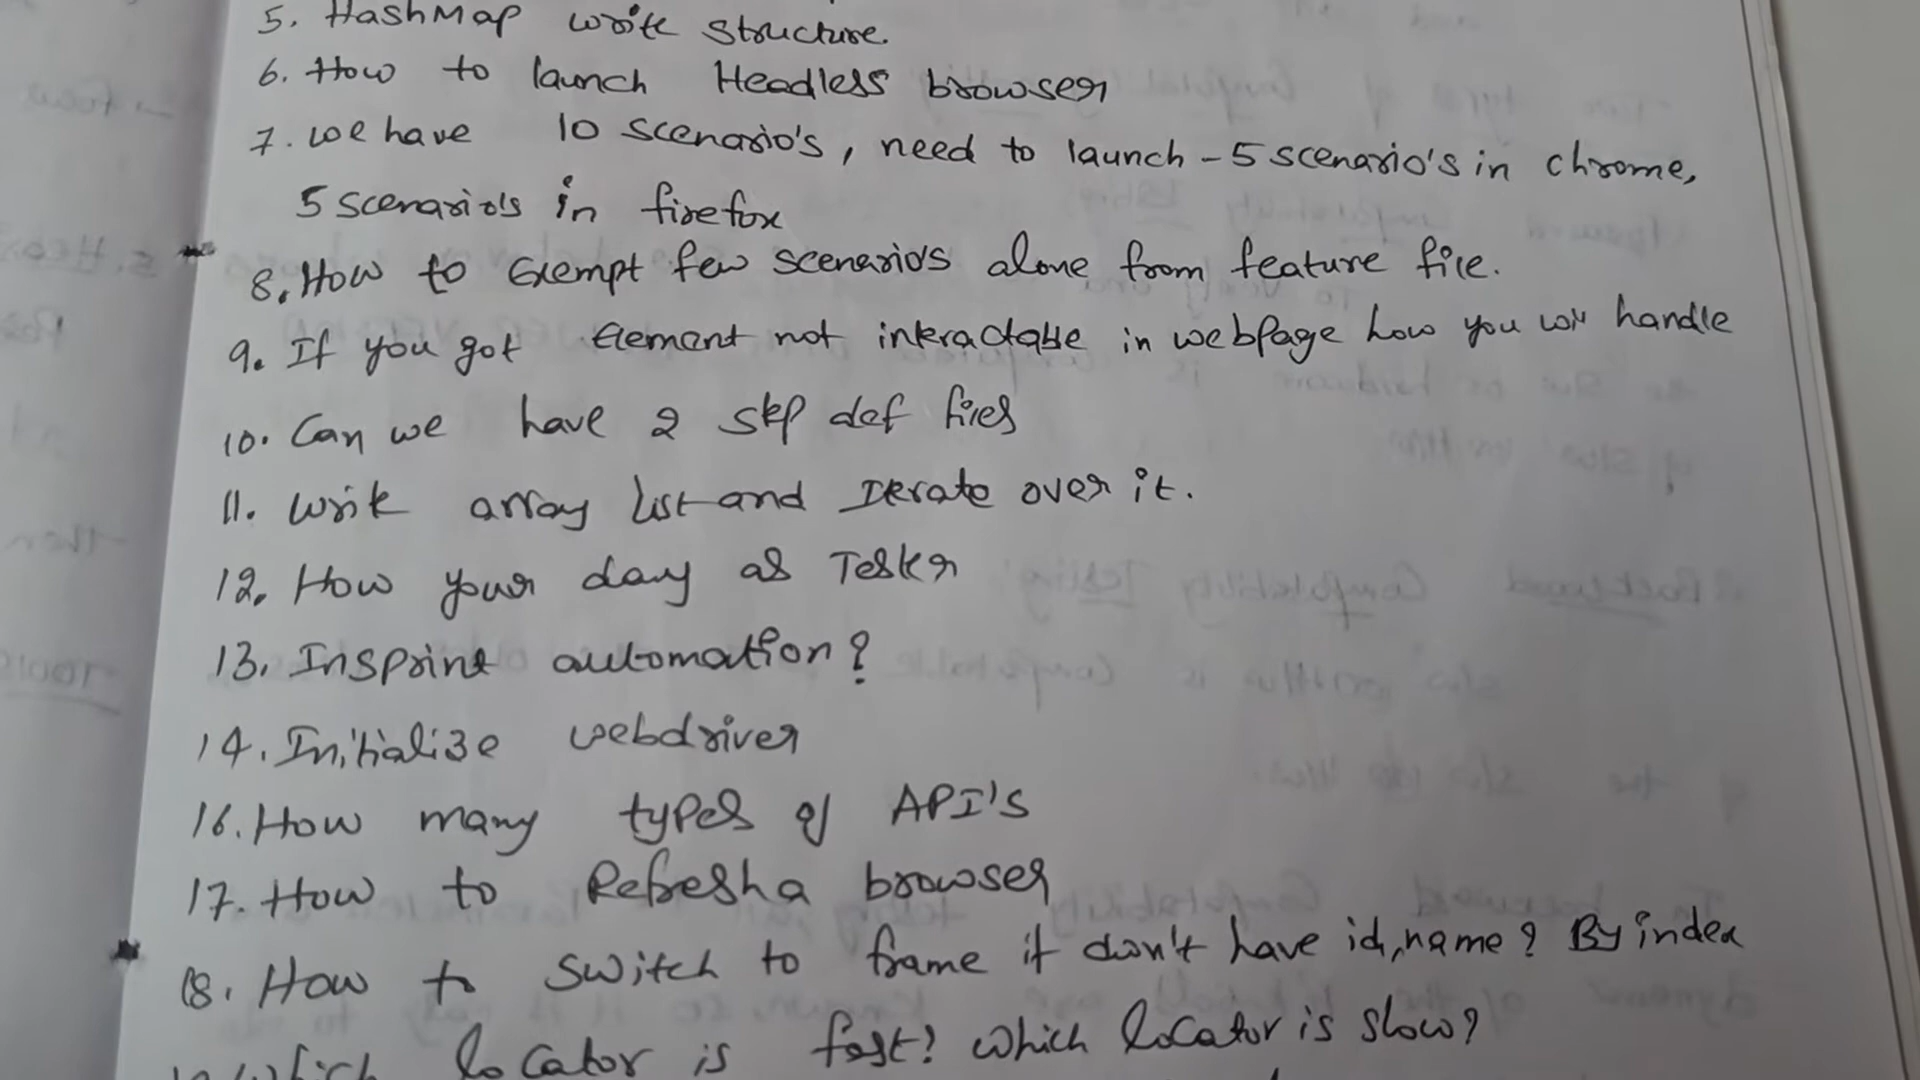 5. HashMap write structure.
6. How to launch Headless browser
7. we have 10 scenario's, need to launch - 5 scenario's in chrome,
5 scenario's in firefox
8. How to Exempt few scenario's alone from feature file.
9. If you got Element not interactable in webpage how you will handle
10. Can we have 2 step def files
11. write array list and Iterate over it.
12. How your day as Tester
13. Insprint automation?
14. Initialize webdriver
16. How many types of API's
17. How to Refresh a browser
18. How to switch to frame if don't have id, name? By index
Which locator is fast? which locator is slow?